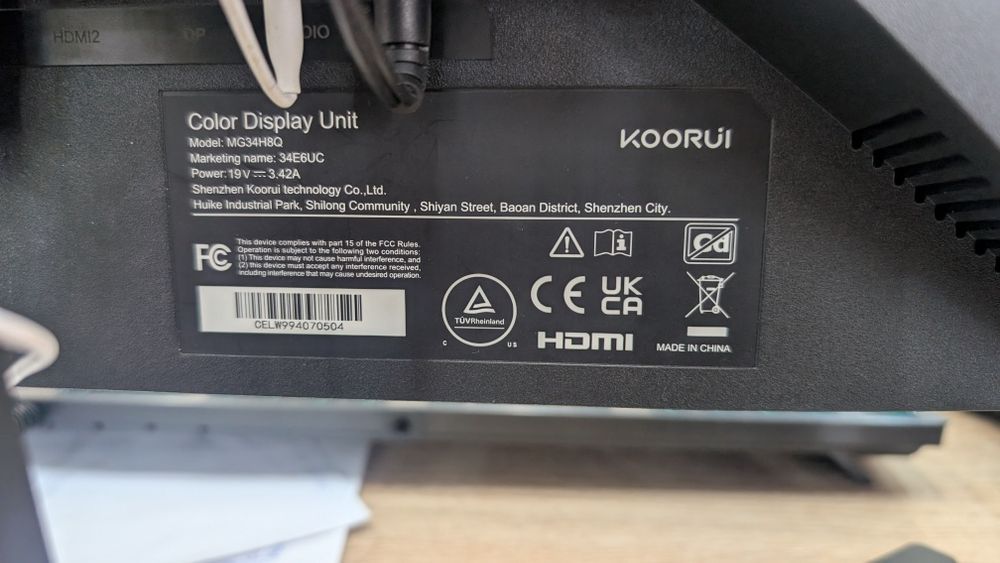 HDMI2 DP
Color Display Unit
KOORUI
Model: MG34H8Q
Marketing name: 34E6UC
Power: 19V ⎓ 3.42A
Shenzhen Koorui technology Co.,Ltd.
Huike Industrial Park, Shilong Community , Shiyan Street, Baoan District, Shenzhen City.
FC
This device complies with part 15 of the FCC Rules.
Operation is subject to the following two conditions:
(1) This device may not cause harmful interference, and
(2) this device must accept any interference received,
including interference that may cause undesired operation.
Cd
CELW994070504
TÜVRheinland
C US
CE
UK
CA
HDMI
MADE IN CHINA